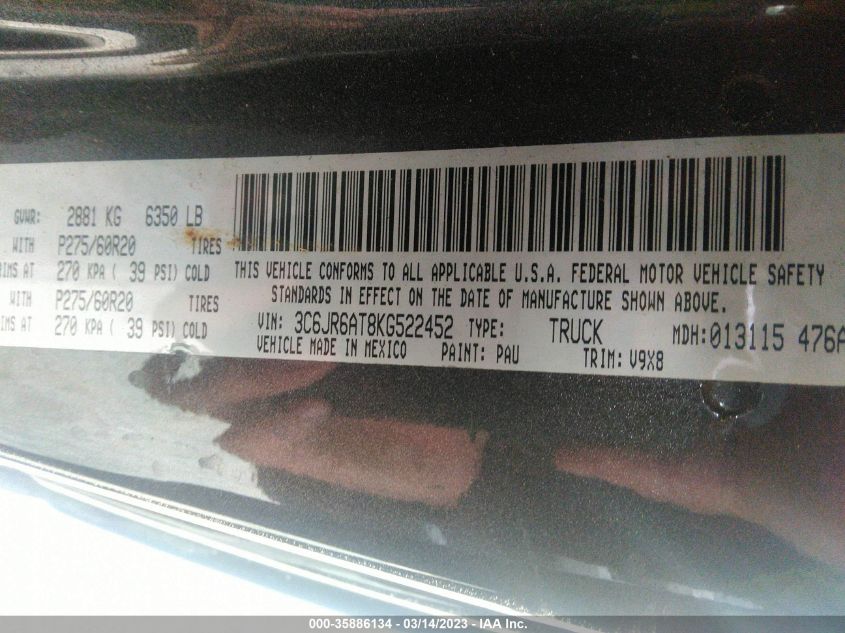 GVWR: 2881 KG 6350 LB
WITH P275/60R20 TIRES
RIMS AT 270 KPA ( 39 PSI) COLD
WITH P275/60R20 TIRES
RIMS AT 270 KPA ( 39 PSI) COLD
THIS VEHICLE CONFORMS TO ALL APPLICABLE U.S.A. FEDERAL MOTOR VEHICLE SAFETY
STANDARDS IN EFFECT ON THE DATE OF MANUFACTURE SHOWN ABOVE.
VIN: 3C6JR6AT8KG522452 TYPE: TRUCK MDH:013115 476A
VEHICLE MADE IN MEXICO PAINT: PAU TRIM: V9X8
000-35886134 - 03/14/2023 - IAA Inc.